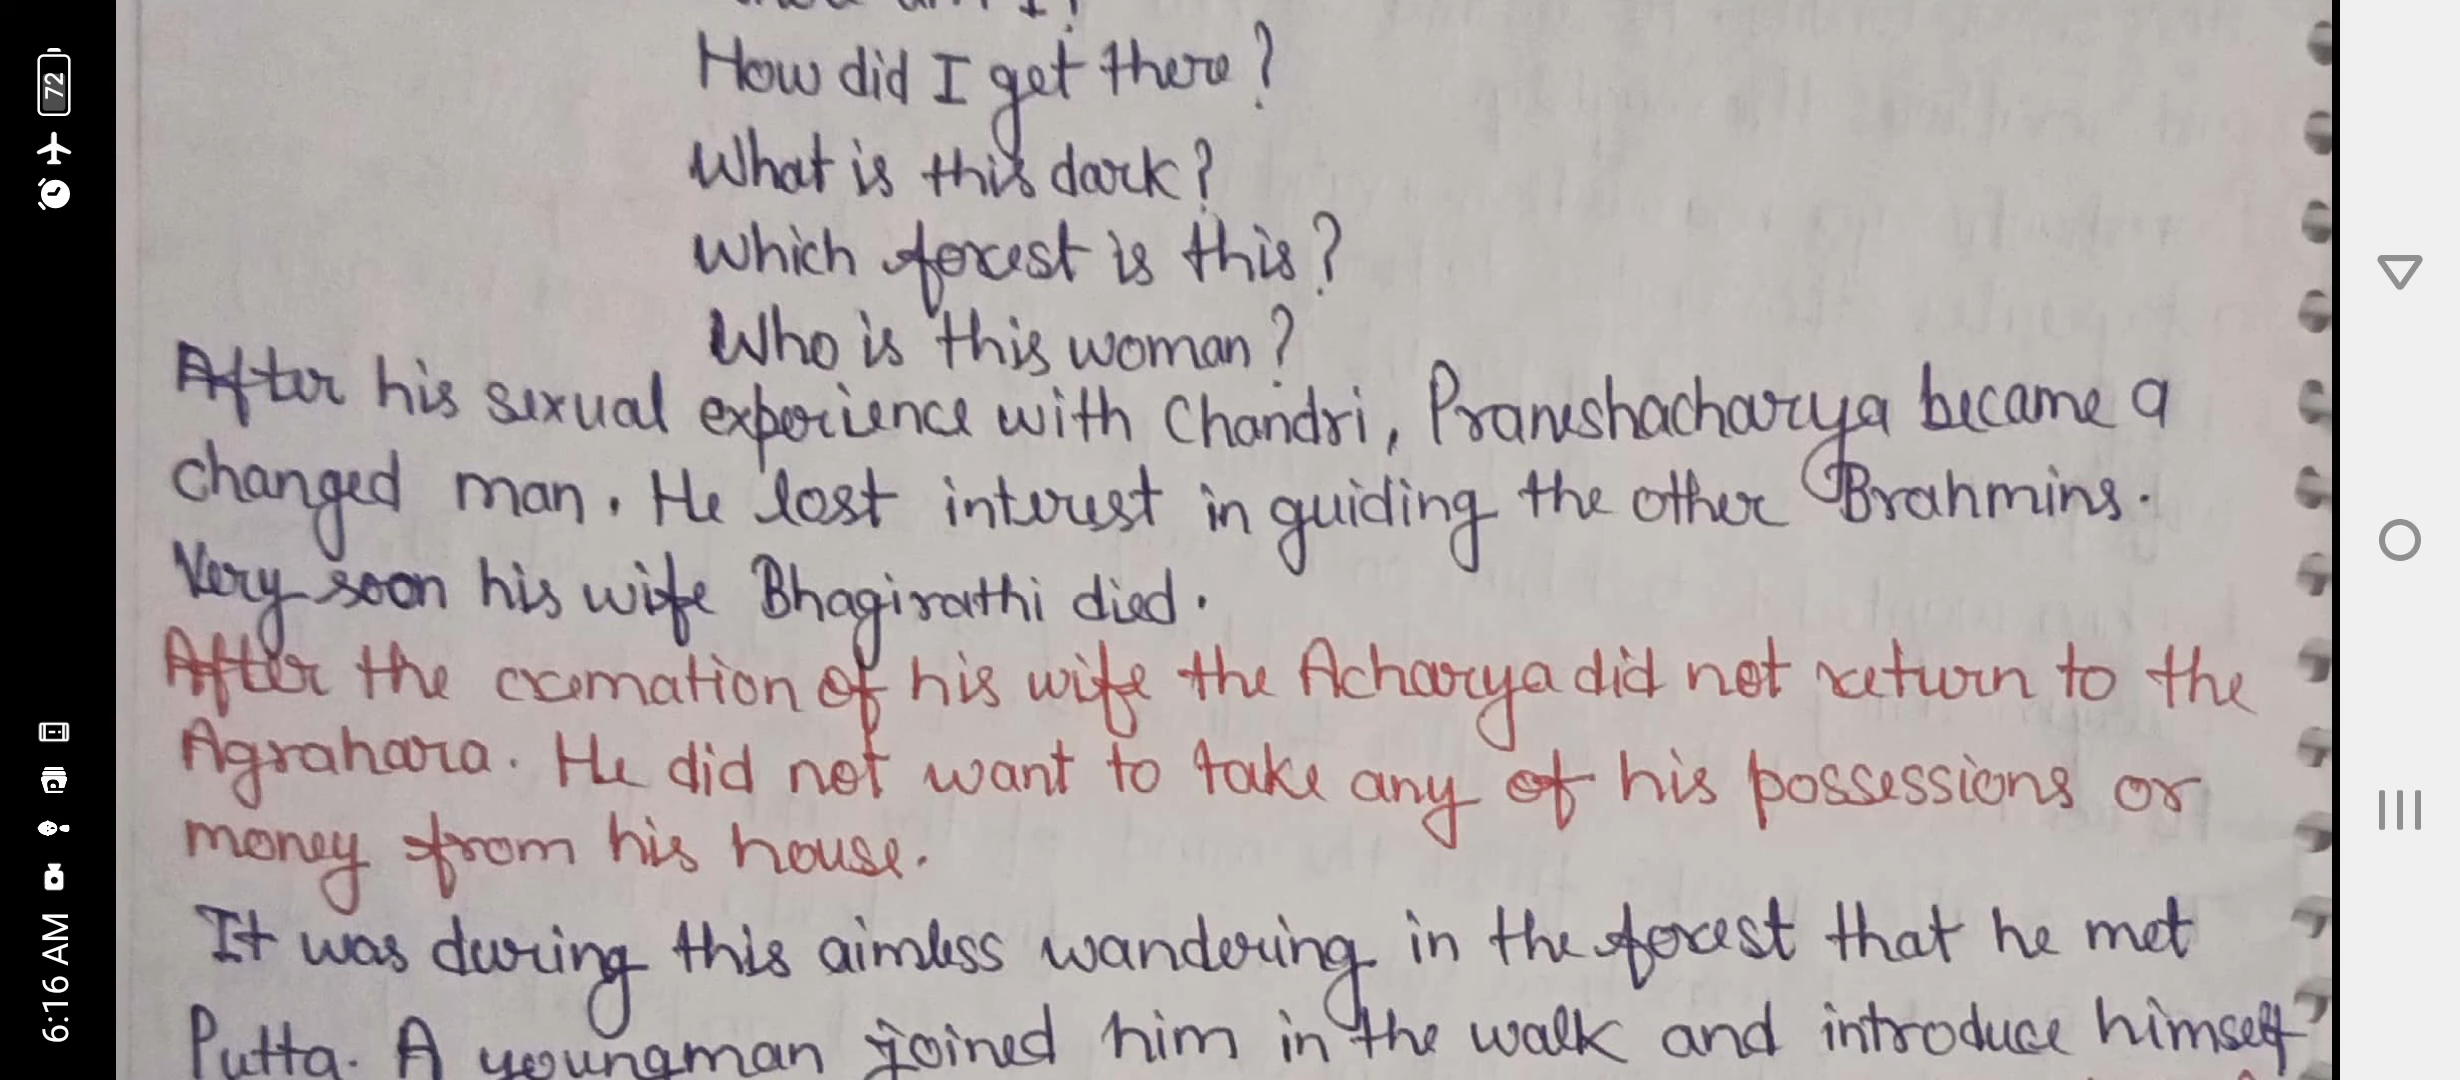 How did I get there?
What is this dark?
Which forest is this?
Who is this woman?
After his sexual experience with Chandri, Praneshacharya became a
changed man. He lost interest in guiding the other Brahmins.
Very soon his wife Bhagirathi died.
After the cremation of his wife the Acharya did not return to the
Agrahara. He did not want to take any of his possessions or
money from his house.
It was during this aimless wandering in the forest that he met
Putta. A youngman joined him in the walk and introduce himself
72
6:16 AM